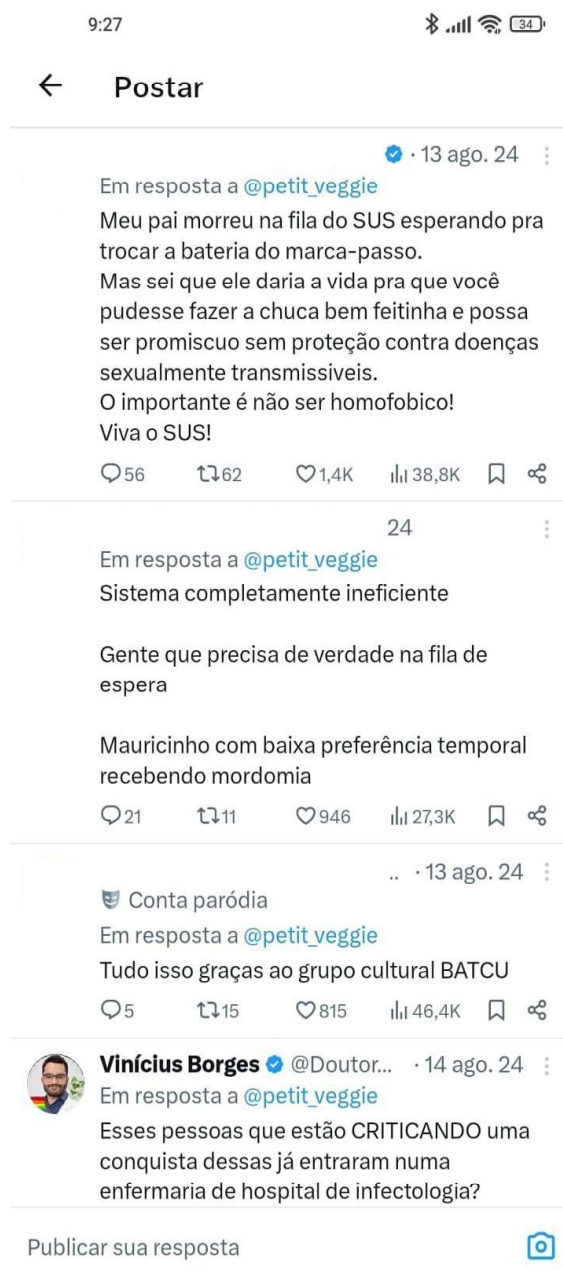 9:27
34
Postar
· 13 ago. 24
Em resposta a @petit_veggie
Meu pai morreu na fila do SUS esperando pra
trocar a bateria do marca-passo.
Mas sei que ele daria a vida pra que você
pudesse fazer a chuca bem feitinha e possa
ser promiscuo sem proteção contra doenças
sexualmente transmissiveis.
O importante é não ser homofobico!
Viva o SUS!
56 62 1,4K 38,8K
24
Em resposta a @petit_veggie
Sistema completamente ineficiente
Gente que precisa de verdade na fila de
espera
Mauricinho com baixa preferência temporal
recebendo mordomia
21 11 946 27,3K
.. · 13 ago. 24
Conta paródia
Em resposta a @petit_veggie
Tudo isso graças ao grupo cultural BATCU
5 15 815 46,4K
Vinícius Borges @Doutor... · 14 ago. 24
Em resposta a @petit_veggie
Esses pessoas que estão CRITICANDO uma
conquista dessas já entraram numa
enfermaria de hospital de infectologia?
Publicar sua resposta